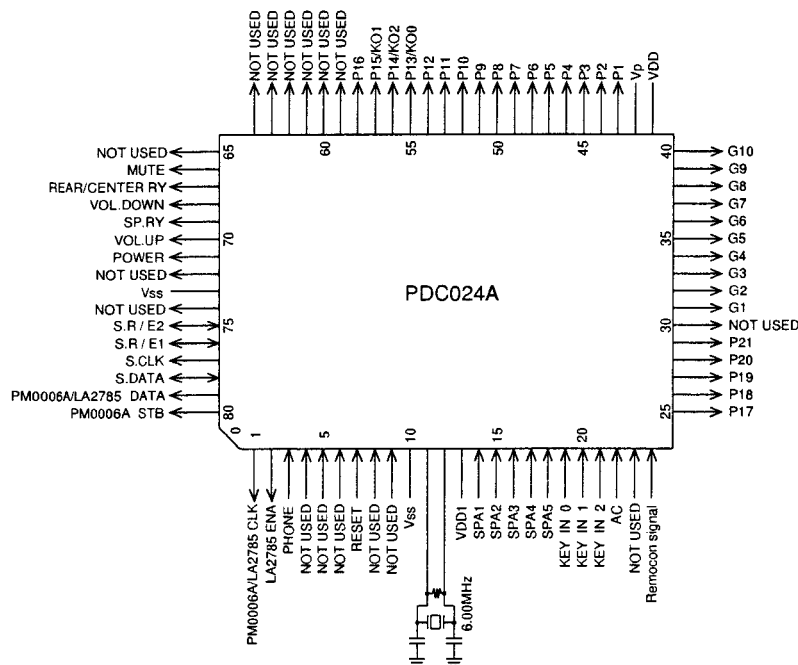 NOT USED
NOT USED
NOT USED
NOT USED
NOT USED
NOT USED
P16
P15/KO1
P14/KO2
P13/KO0
P12
P11
P10
P9
P8
P7
P6
P5
P4
P3
P2
P1
Vp
VDD
65
60
55
50
45
40
NOT USED
MUTE
REAR/CENTER RY
VOL.DOWN
SP.RY
VOL.UP
POWER
NOT USED
Vss
NOT USED
S.R / E2
S.R / E1
S.CLK
S.DATA
PM0006A/LA2785 DATA
PM0006A STB
70
75
80
PDC024A
G10
G9
G8
G7
G6
G5
G4
G3
G2
G1
NOT USED
P21
P20
P19
P18
P17
35
30
25
0
1
5
10
15
20
PM0006A/LA2785 CLK
LA2785 ENA
PHONE
NOT USED
NOT USED
NOT USED
RESET
NOT USED
NOT USED
Vss
6.00MHz
VDD1
SPA1
SPA2
SPA3
SPA4
SPA5
KEY IN 0
KEY IN 1
KEY IN 2
AC
NOT USED
Remocon signal